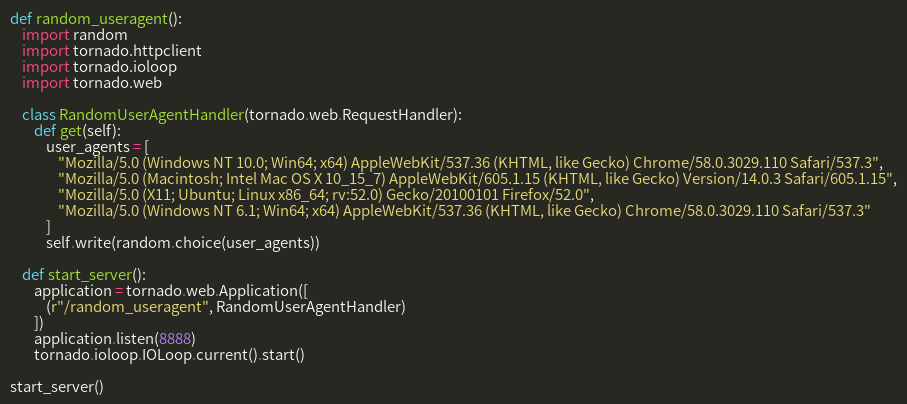 def random_useragent():
    import random
    import tornado.httpclient
    import tornado.ioloop
    import tornado.web

    class RandomUserAgentHandler(tornado.web.RequestHandler):
        def get(self):
            user_agents = [
                "Mozilla/5.0 (Windows NT 10.0; Win64; x64) AppleWebKit/537.36 (KHTML, like Gecko) Chrome/58.0.3029.110 Safari/537.3",
                "Mozilla/5.0 (Macintosh; Intel Mac OS X 10_15_7) AppleWebKit/605.1.15 (KHTML, like Gecko) Version/14.0.3 Safari/605.1.15",
                "Mozilla/5.0 (X11; Ubuntu; Linux x86_64; rv:52.0) Gecko/20100101 Firefox/52.0",
                "Mozilla/5.0 (Windows NT 6.1; Win64; x64) AppleWebKit/537.36 (KHTML, like Gecko) Chrome/58.0.3029.110 Safari/537.3"
            ]
            self.write(random.choice(user_agents))

    def start_server():
        application = tornado.web.Application([
            (r"/random_useragent", RandomUserAgentHandler)
        ])
        application.listen(8888)
        tornado.ioloop.IOLoop.current().start()

start_server()